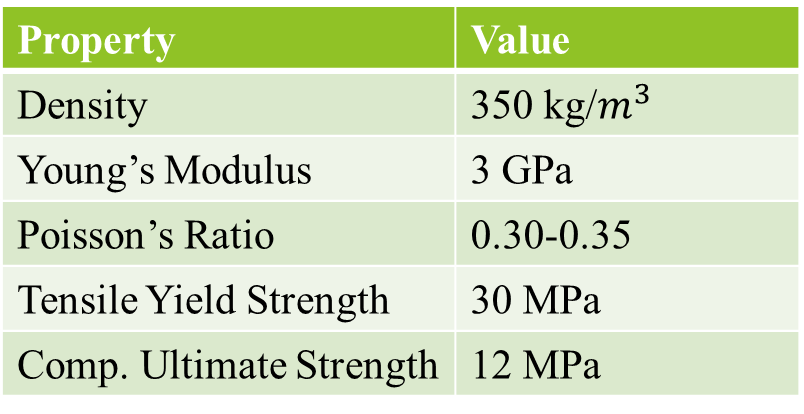 Property Value
Density 350 kg/m³
Young’s Modulus 3 GPa
Poisson’s Ratio 0.30-0.35
Tensile Yield Strength 30 MPa
Comp. Ultimate Strength 12 MPa